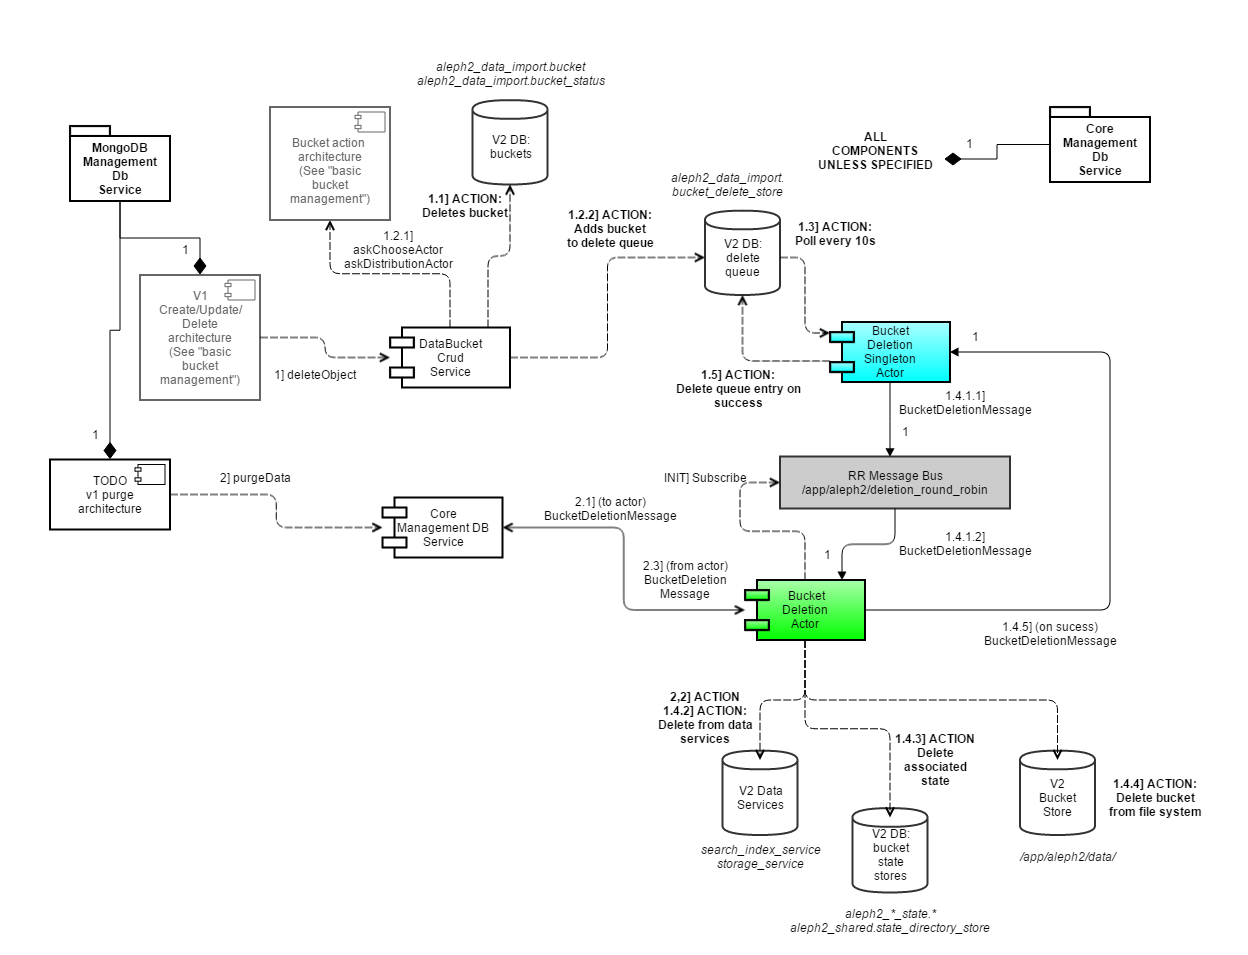 aleph2_data_import.bucket
aleph2_data_import.bucket_status
V2 DB:
buckets
MongoDB
Management
Db
Service
Bucket action
architecture
(See "basic
bucket
management")
ALL
COMPONENTS
UNLESS SPECIFIED
1
Core
Management
Db
Service
1.1] ACTION:
Deletes bucket
aleph2_data_import.
bucket_delete_store
1.2.1]
askChooseActor
askDistributionActor
1.2.2] ACTION:
Adds bucket
to delete queue
V2 DB:
delete
queue
1.3] ACTION:
Poll every 10s
1
V1
Create/Update/
Delete
architecture
(See "basic
bucket
management")
1] deleteObject
DataBucket
Crud
Service
Bucket
Deletion
Singleton
Actor
1
1.5] ACTION:
Delete queue entry on
success
1.4.1.1]
BucketDeletionMessage
1
1
TODO
v1 purge
architecture
2] purgeData
INIT] Subscribe
RR Message Bus
/app/aleph2/deletion_round_robin
Core
Management DB
Service
2.1] (to actor)
BucketDeletionMessage
1.4.1.2]
BucketDeletionMessage
1
2.3] (from actor)
BucketDeletion
Message
Bucket
Deletion
Actor
1.4.5] (on sucess)
BucketDeletionMessage
2,2] ACTION
1.4.2] ACTION:
Delete from data
services
1.4.3] ACTION
Delete
associated
state
V2 Data
Services
V2
Bucket
Store
1.4.4] ACTION:
Delete bucket
from file system
search_index_service
storage_service
V2 DB:
bucket
state
stores
/app/aleph2/data/
aleph2_*_state.*
aleph2_shared.state_directory_store